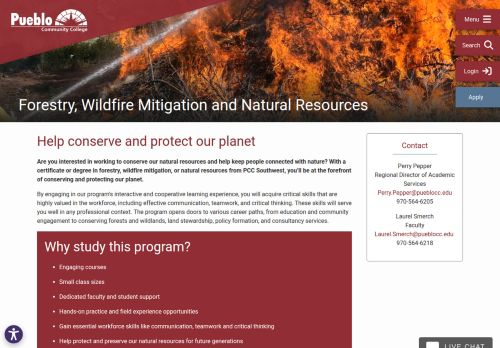 Pueblo
Community College
Menu
Search
Login
Apply
Forestry, Wildfire Mitigation and Natural Resources
Help conserve and protect our planet
Are you interested in working to conserve our natural resources and help keep people connected with nature? With a
certificate or degree in forestry, wildfire mitigation, or natural resources from PCC Southwest, you'll be at the forefront
of conserving and protecting our planet.
By engaging in our program's interactive and cooperative learning experience, you will acquire critical skills that are
highly valued in the workforce, including effective communication, teamwork, and critical thinking. These skills will serve
you well in any professional context. The program opens doors to various career paths, from education and community
engagement to conserving forests and wildlands, land stewardship, policy formation, and consultancy services.
Why study this program?
Engaging courses
Small class sizes
Dedicated faculty and student support
Hands-on practice and field experience opportunities
Gain essential workforce skills like communication, teamwork and critical thinking
Help protect and preserve our natural resources for future generations
Contact
Perry Pepper
Regional Director of Academic
Services
Perry.Pepper@pueblocc.edu
970-564-6205
Laurel Smerch
Faculty
Laurel.Smerch@pueblocc.edu
970-564-6218
LIVE CHAT